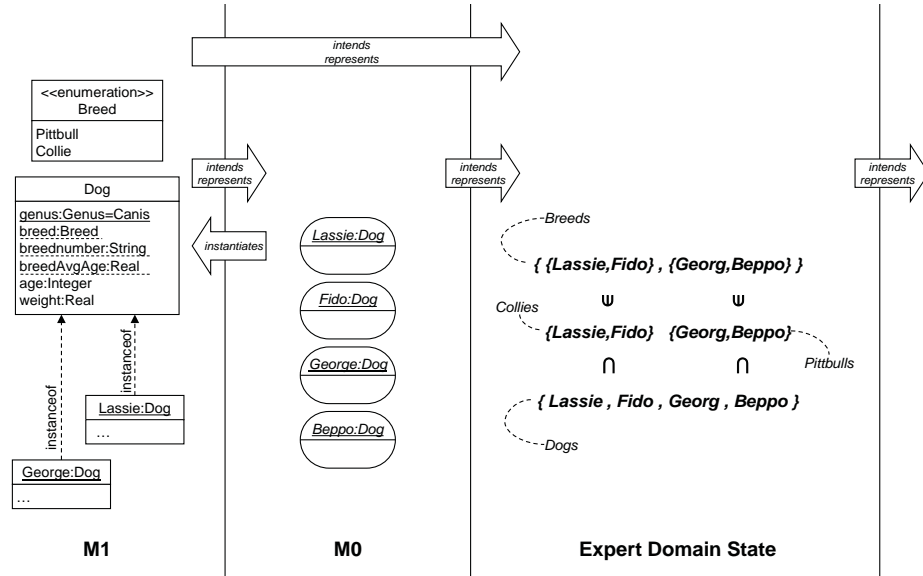 intends
represents
<<enumeration>>
Breed
Pittbull
Collie
intends
represents
intends
represents
intends
represents
Dog
genus:Genus=Canis
breed:Breed
breednumber:String
breedAvgAge:Real
age:Integer
weight:Real
instantiates
instanceof
instanceof
Lassie:Dog
…
George:Dog
…
Lassie:Dog
Fido:Dog
George:Dog
Beppo:Dog
Breeds
{ {Lassie,Fido} , {Georg,Beppo} }
⋓ ⋓
Collies
{Lassie,Fido} {Georg,Beppo}
Pittbulls
∩ ∩
{ Lassie , Fido , Georg , Beppo }
Dogs
M1 M0 Expert Domain State